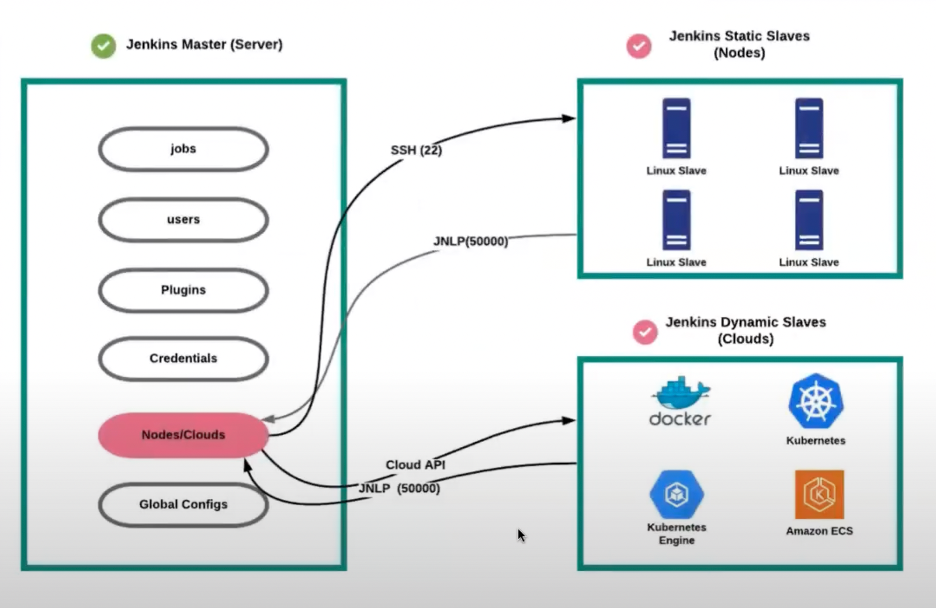 Jenkins Master (Server)
jobs
users
Plugins
Credentials
Nodes/Clouds
Global Configs
SSH (22)
JNLP(50000)
Cloud API
JNLP (50000)
Jenkins Static Slaves
(Nodes)
Linux Slave
Linux Slave
Linux Slave
Linux Slave
Jenkins Dynamic Slaves
(Clouds)
docker
Kubernetes
Kubernetes
Engine
Amazon ECS